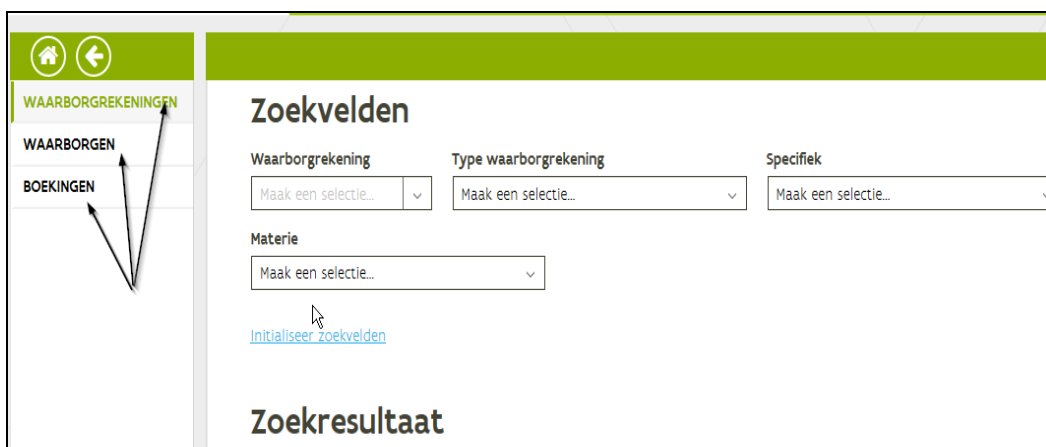 WAARBORGREKENINGEN
WAARBORGEN
BOEKINGEN
Zoekvelden
Waarborgrekening Type waarborgrekening Specifiek
Maak een selectie... Maak een selectie... Maak een selectie...
Materie
Maak een selectie...
Initialiseer zoekvelden
Zoekresultaat